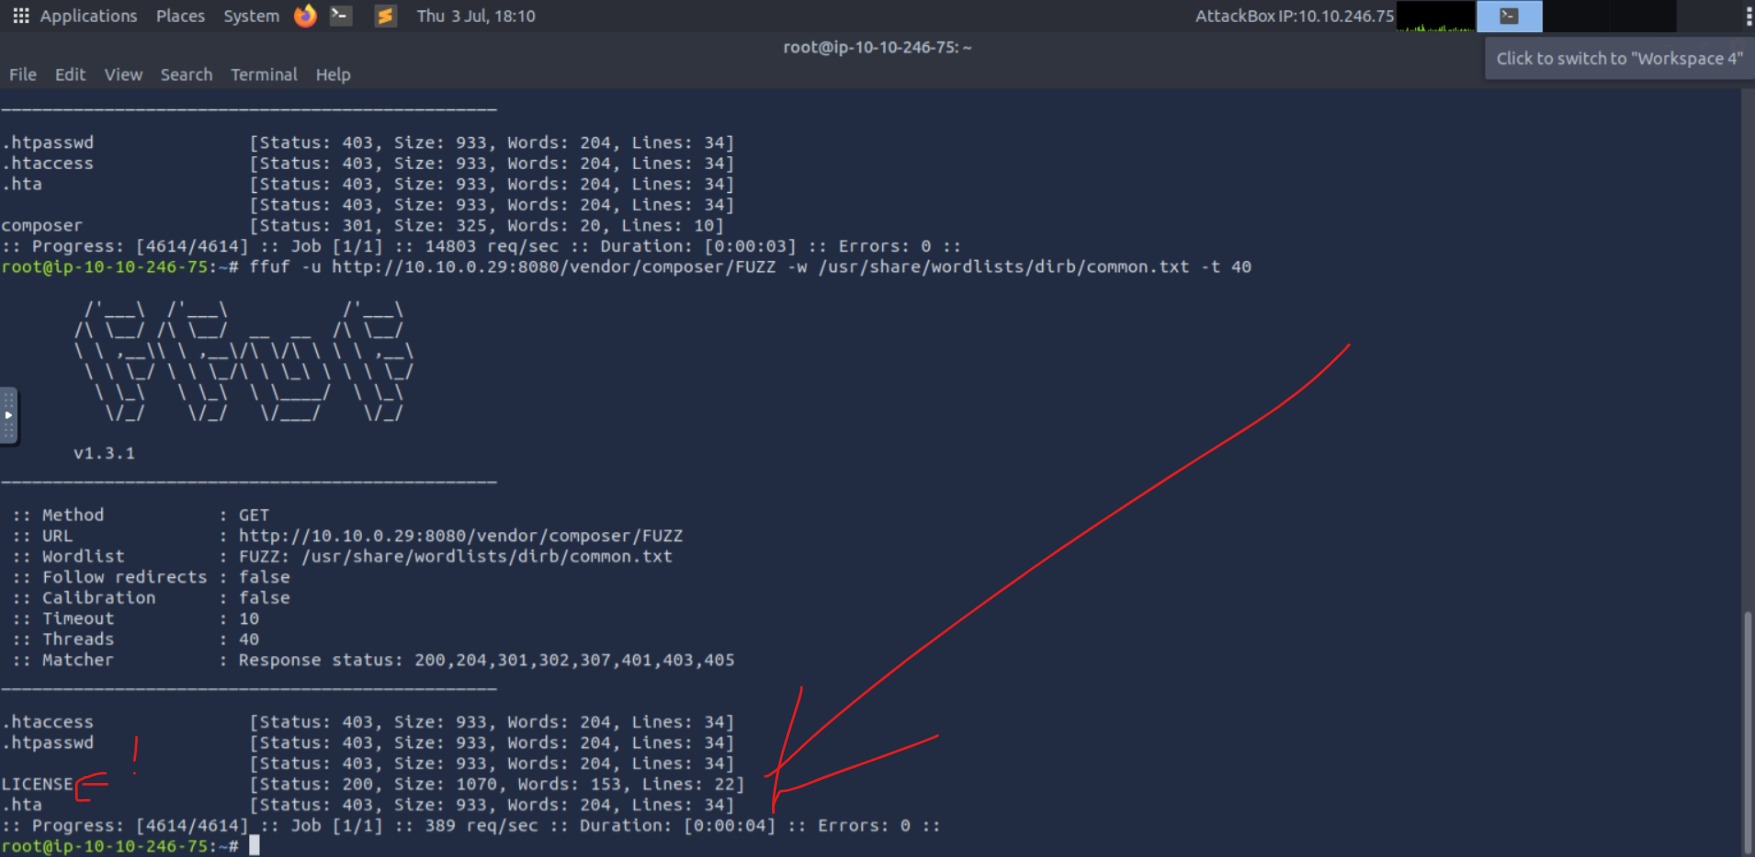 Applications Places System Thu 3 Jul, 18:10 AttackBox IP:10.10.246.75
root@ip-10-10-246-75: ~
Click to switch to "Workspace 4"
File Edit View Search Terminal Help
.htpasswd [Status: 403, Size: 933, Words: 204, Lines: 34]
.htaccess [Status: 403, Size: 933, Words: 204, Lines: 34]
.hta [Status: 403, Size: 933, Words: 204, Lines: 34]
[Status: 403, Size: 933, Words: 204, Lines: 34]
composer [Status: 301, Size: 325, Words: 20, Lines: 10]
:: Progress: [4614/4614] :: Job [1/1] :: 14803 req/sec :: Duration: [0:00:03] :: Errors: 0 ::
root@ip-10-10-246-75:~# ffuf -u http://10.10.0.29:8080/vendor/composer/FUZZ -w /usr/share/wordlists/dirb/common.txt -t 40
v1.3.1
:: Method : GET
:: URL : http://10.10.0.29:8080/vendor/composer/FUZZ
:: Wordlist : FUZZ: /usr/share/wordlists/dirb/common.txt
:: Follow redirects : false
:: Calibration : false
:: Timeout : 10
:: Threads : 40
:: Matcher : Response status: 200,204,301,302,307,401,403,405
.htaccess [Status: 403, Size: 933, Words: 204, Lines: 34]
.htpasswd [Status: 403, Size: 933, Words: 204, Lines: 34]
[Status: 403, Size: 933, Words: 204, Lines: 34]
LICENSE [Status: 200, Size: 1070, Words: 153, Lines: 22]
.hta [Status: 403, Size: 933, Words: 204, Lines: 34]
:: Progress: [4614/4614] :: Job [1/1] :: 389 req/sec :: Duration: [0:00:04] :: Errors: 0 ::
root@ip-10-10-246-75:~#